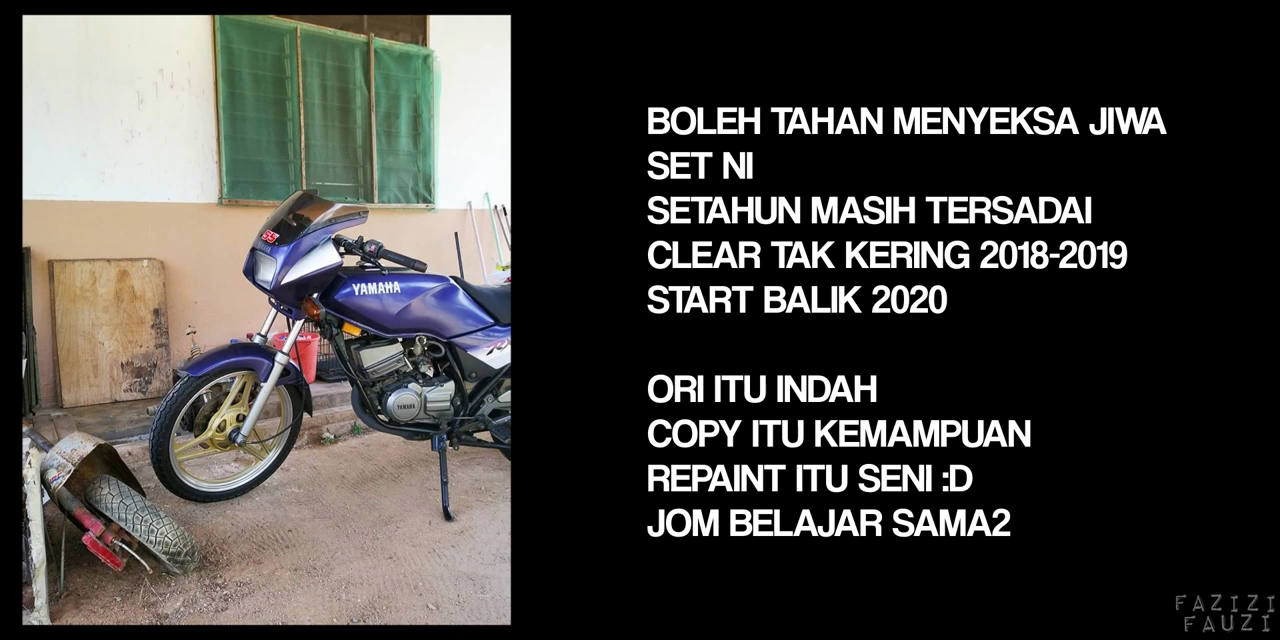 BOLEH TAHAN MENYEKSA JIWA
SET NI
SETAHUN MASIH TERSADAI
CLEAR TAK KERING 2018-2019
START BALIK 2020
ORI ITU INDAH
COPY ITU KEMAMPUAN
REPAINT ITU SENI :D
JOM BELAJAR SAMA2
YAMAHA
YAMAHA
FAZIZI
FAUZI